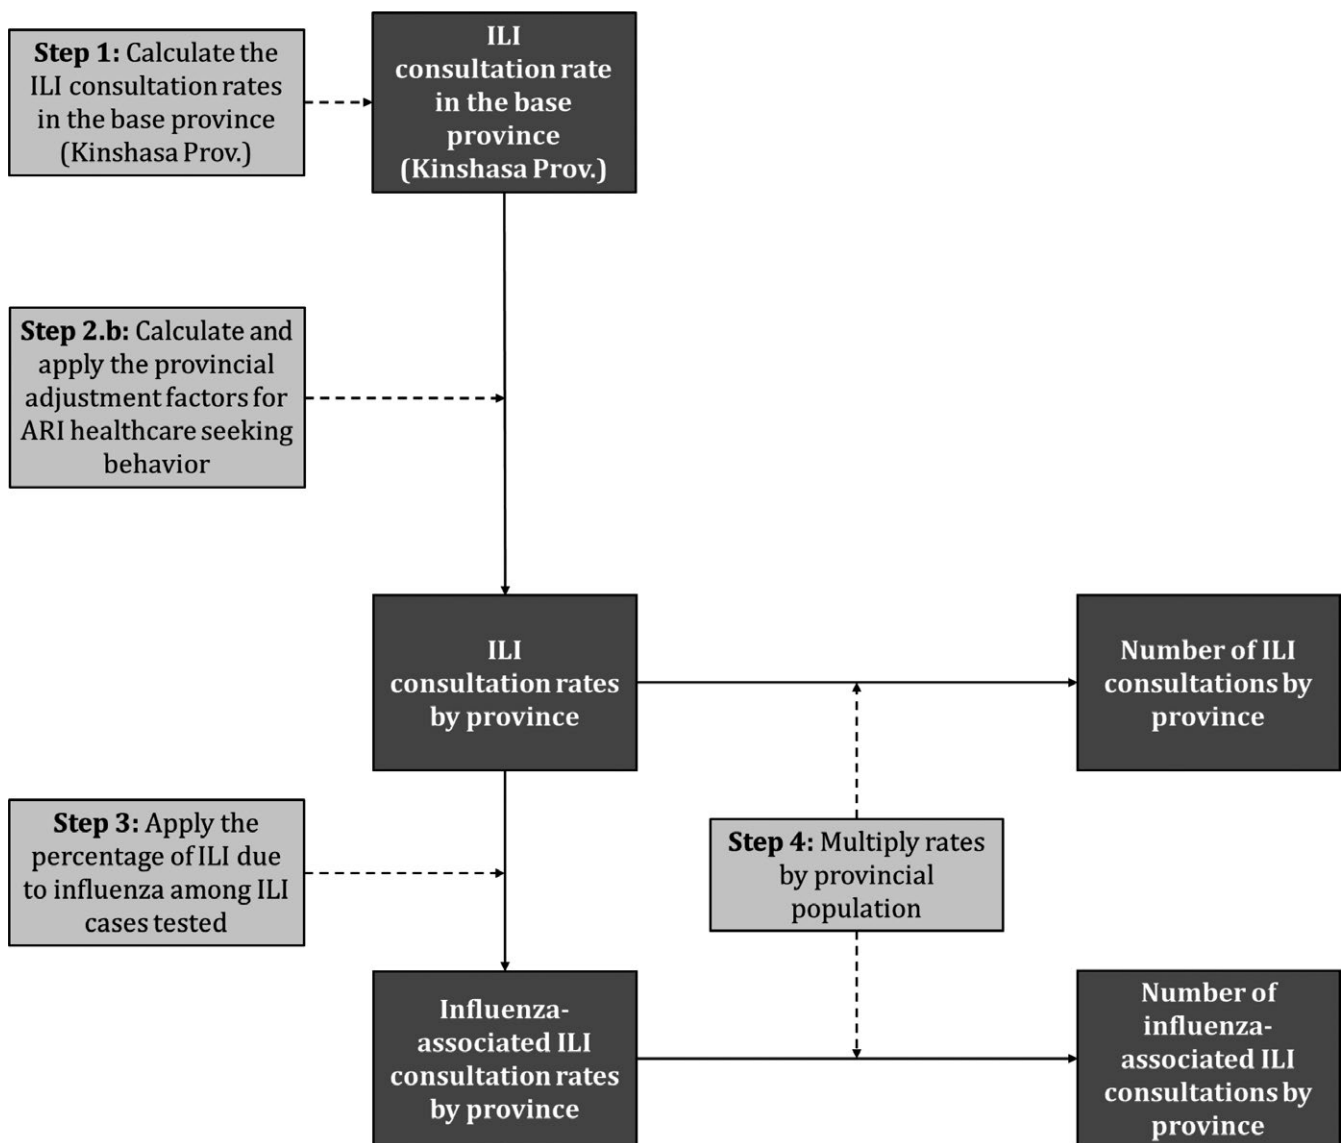 Step 1: Calculate the
ILI consultation rates
in the base province
(Kinshasa Prov.)
ILI
consultation rate
in the base
province
(Kinshasa Prov.)
Step 2.b: Calculate and
apply the provincial
adjustment factors for
ARI healthcare seeking
behavior
ILI
consultation rates
by province
Number of ILI
consultations by
province
Step 3: Apply the
percentage of ILI due
to influenza among ILI
cases tested
Step 4: Multiply rates
by provincial
population
Influenza-
associated ILI
consultation rates
by province
Number of
influenza-
associated ILI
consultations by
province